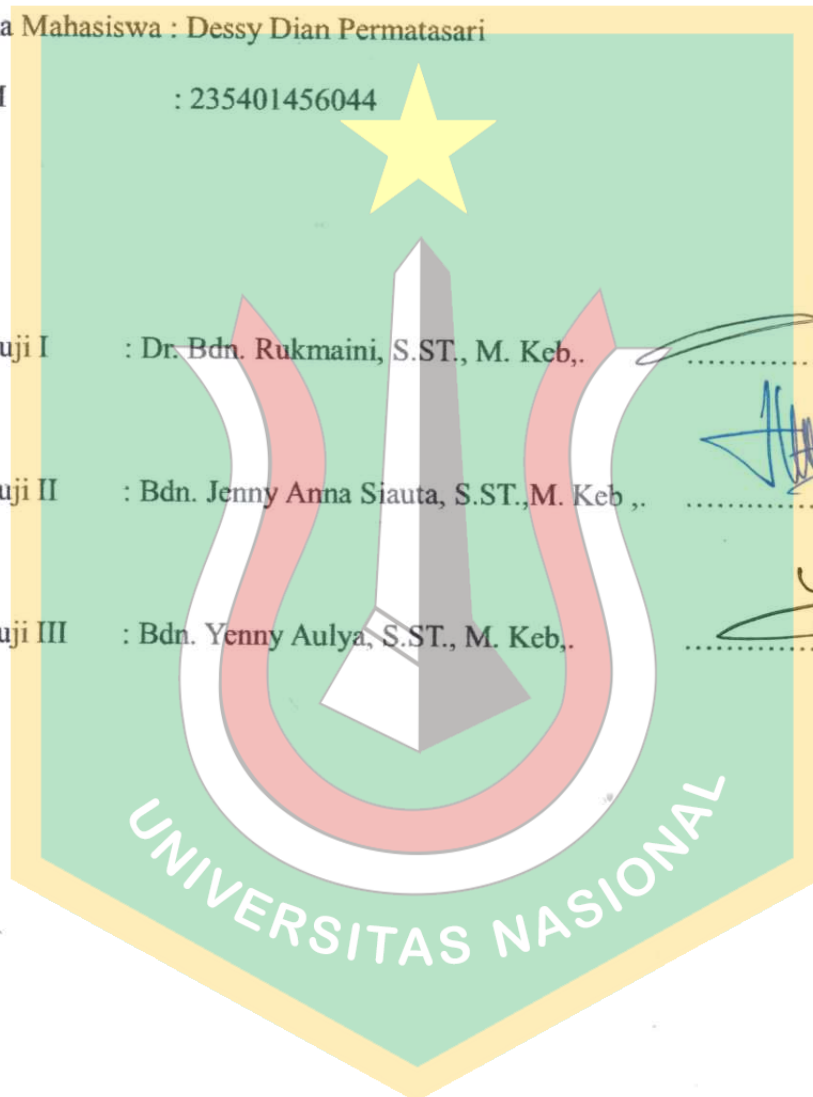 a Mahasiswa : Dessy Dian Permatasari
: 235401456044
uji I : Dr. Bdn. Rukmaini, S.ST., M. Keb,. ............
uji II : Bdn. Jenny Anna Siauta, S.ST.,M. Keb ,. ............
uji III : Bdn. Yenny Aulya, S.ST., M. Keb,. ............
UNIVERSITAS NASIONAL